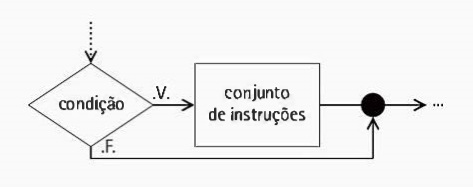 condição
.V.
conjunto
de instruções
...
.F.